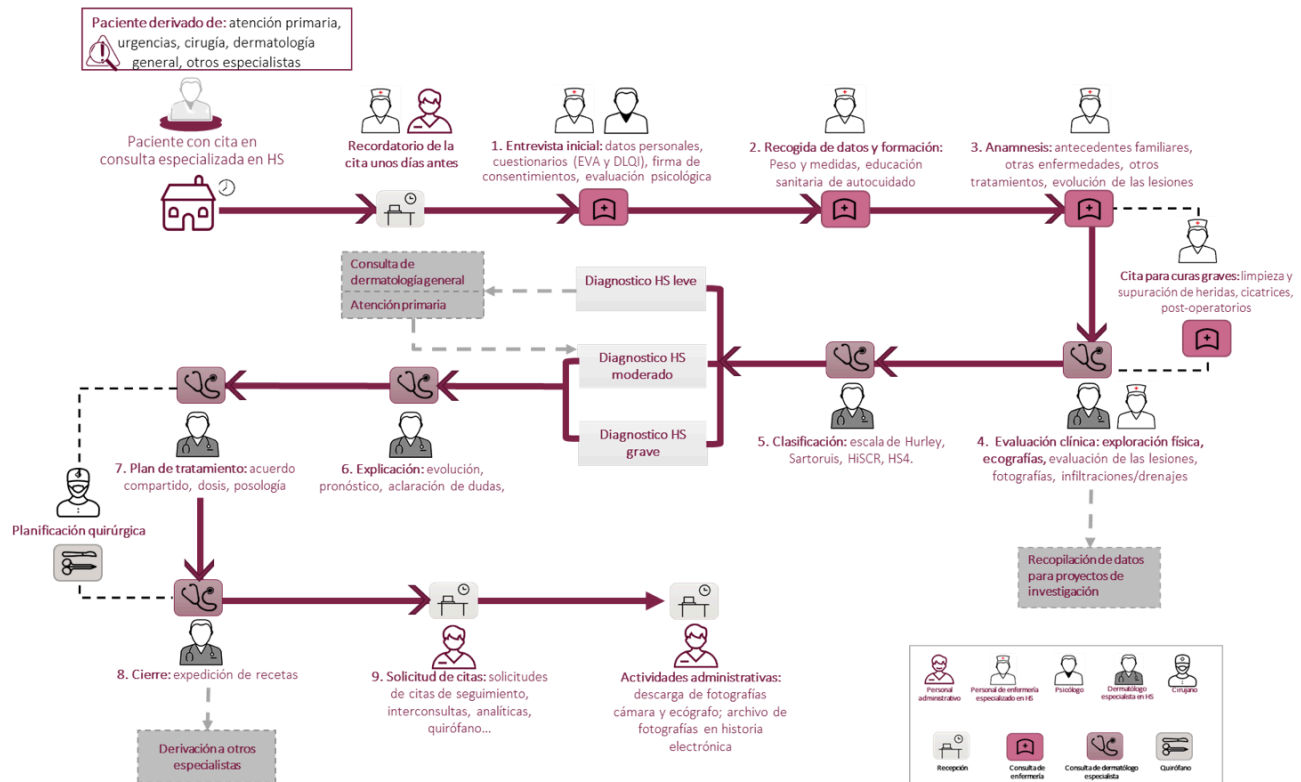 Paciente derivado de: atención primaria,
urgencias, cirugía, dermatología
general, otros especialistas
Paciente con cita en
consulta especializada en HS
Recordatorio de la
cita unos días antes
1. Entrevista inicial: datos personales,
cuestionarios (EVA y DLQI), firma de
consentimientos, evaluación psicológica
2. Recogida de datos y formación:
Peso y medidas, educación
sanitaria de autocuidado
3. Anamnesis: antecedentes familiares,
otras enfermedades, otros
tratamientos, evolución de las lesiones
Cita para curas graves: limpieza y
supuración de heridas, cicatrices,
post-operatorios
Consulta de
dermatología general
Atención primaria
Diagnostico HS leve
Diagnostico HS
moderado
Diagnostico HS
grave
4. Evaluación clínica: exploración física,
ecografías, evaluación de las lesiones,
fotografías, infiltraciones/drenajes
5. Clasificación: escala de Hurley,
Sartoruis, HiSCR, HS4.
6. Explicación: evolución,
pronóstico, aclaración de dudas,
7. Plan de tratamiento: acuerdo
compartido, dosis, posología
Planificación quirúrgica
Recopilación de datos
para proyectos de
investigación
8. Cierre: expedición de recetas
9. Solicitud de citas: solicitudes
de citas de seguimiento,
interconsultas, analíticas,
quirófano...
Actividades administrativas:
descarga de fotografías
cámara y ecógrafo; archivo de
fotografías en historia
electrónica
Derivación a otros
especialistas
Personal
administrativo
Personal de enfermería
especializado en HS
Psicólogo
Dermatólogo
especialista en HS
Cirujano
Recepción
Consulta de
enfermería
Consulta de dermatólogo
especialista
Quirófano